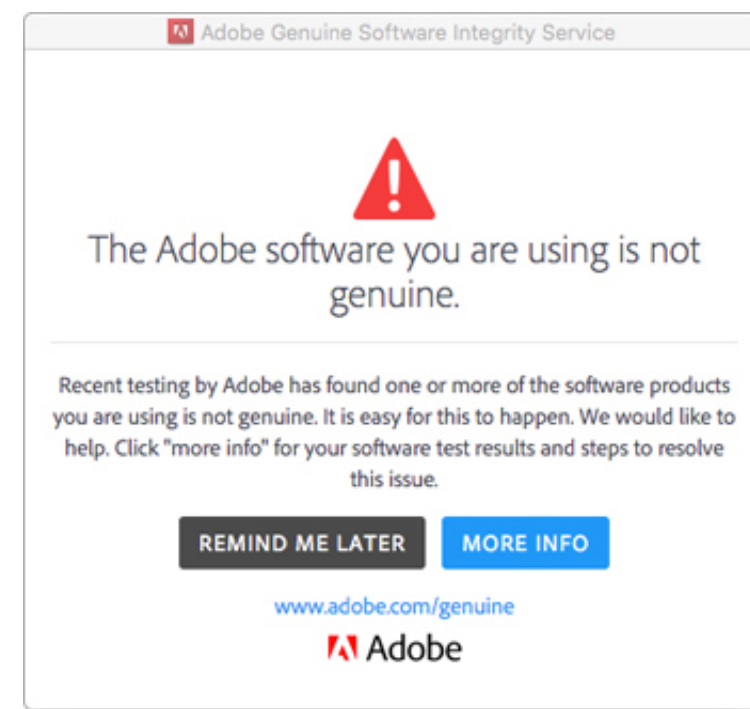 Adobe Genuine Software Integrity Service
The Adobe software you are using is not
genuine.
Recent testing by Adobe has found one or more of the software products
you are using is not genuine. It is easy for this to happen. We would like to
help. Click "more info" for your software test results and steps to resolve
this issue.
REMIND ME LATER MORE INFO
www.adobe.com/genuine
Adobe